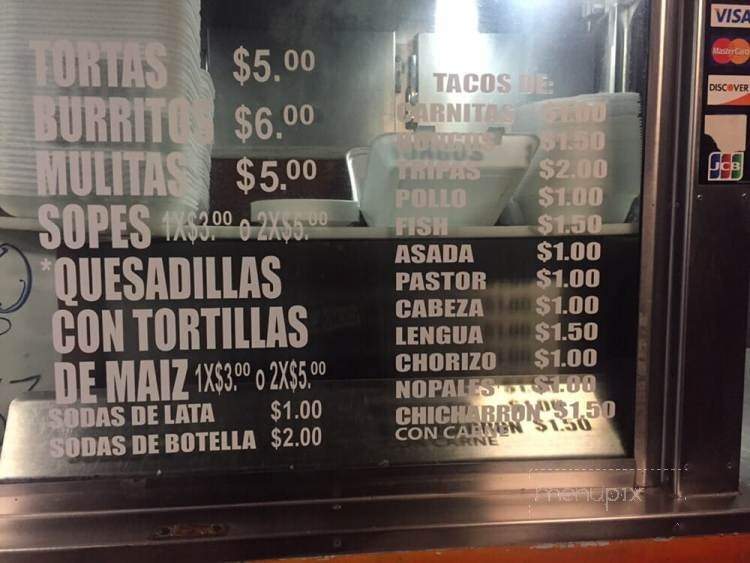 TORTAS $5.00
BURRITOS $6.00
MULITAS $5.00
SOPES 1X$3.00 o 2X$5.00
*QUESADILLAS
CON TORTILLAS
DE MAIZ 1X$3.00 o 2X$5.00
SODAS DE LATA $1.00
SODAS DE BOTELLA $2.00
TACOS DE:
CARNITAS $1.00
$1.50
TRIPAS $2.00
POLLO $1.00
FISH $1.50
ASADA $1.00
PASTOR $1.00
CABEZA $1.00
LENGUA $1.50
CHORIZO $1.00
NOPALES $1.00
CHICHARRON $1.50
CON CARNE
VISA
MasterCard
DISCOVER
JCB
menupix